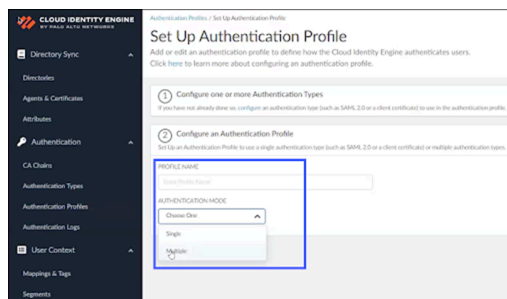 CLOUD IDENTITY ENGINE
BY PALO ALTO NETWORKS
Directory Sync
Directories
Agents & Certificates
Attributes
Authentication
CA Chains
Authentication Types
Authentication Profiles
Authentication Logs
User Context
Mappings & Tags
Segments
Authentication Profiles / Set Up Authentication Profile
Set Up Authentication Profile
Add or edit an authentication profile to define how the Cloud Identity Engine authenticates users.
Click here to learn more about configuring an authentication profile.
1 Configure one or more Authentication Types
If you have not already done so, configure an authentication type (such as SAML 2.0 or a client certificate) to use in the authentication profile.
2 Configure an Authentication Profile
Set Up an Authentication Profile to use a single authentication type (such as SAML 2.0 or a client certificate) or multiple authentication types.
PROFILE NAME
Enter Profile Name
AUTHENTICATION MODE
Choose One
Single
Multiple